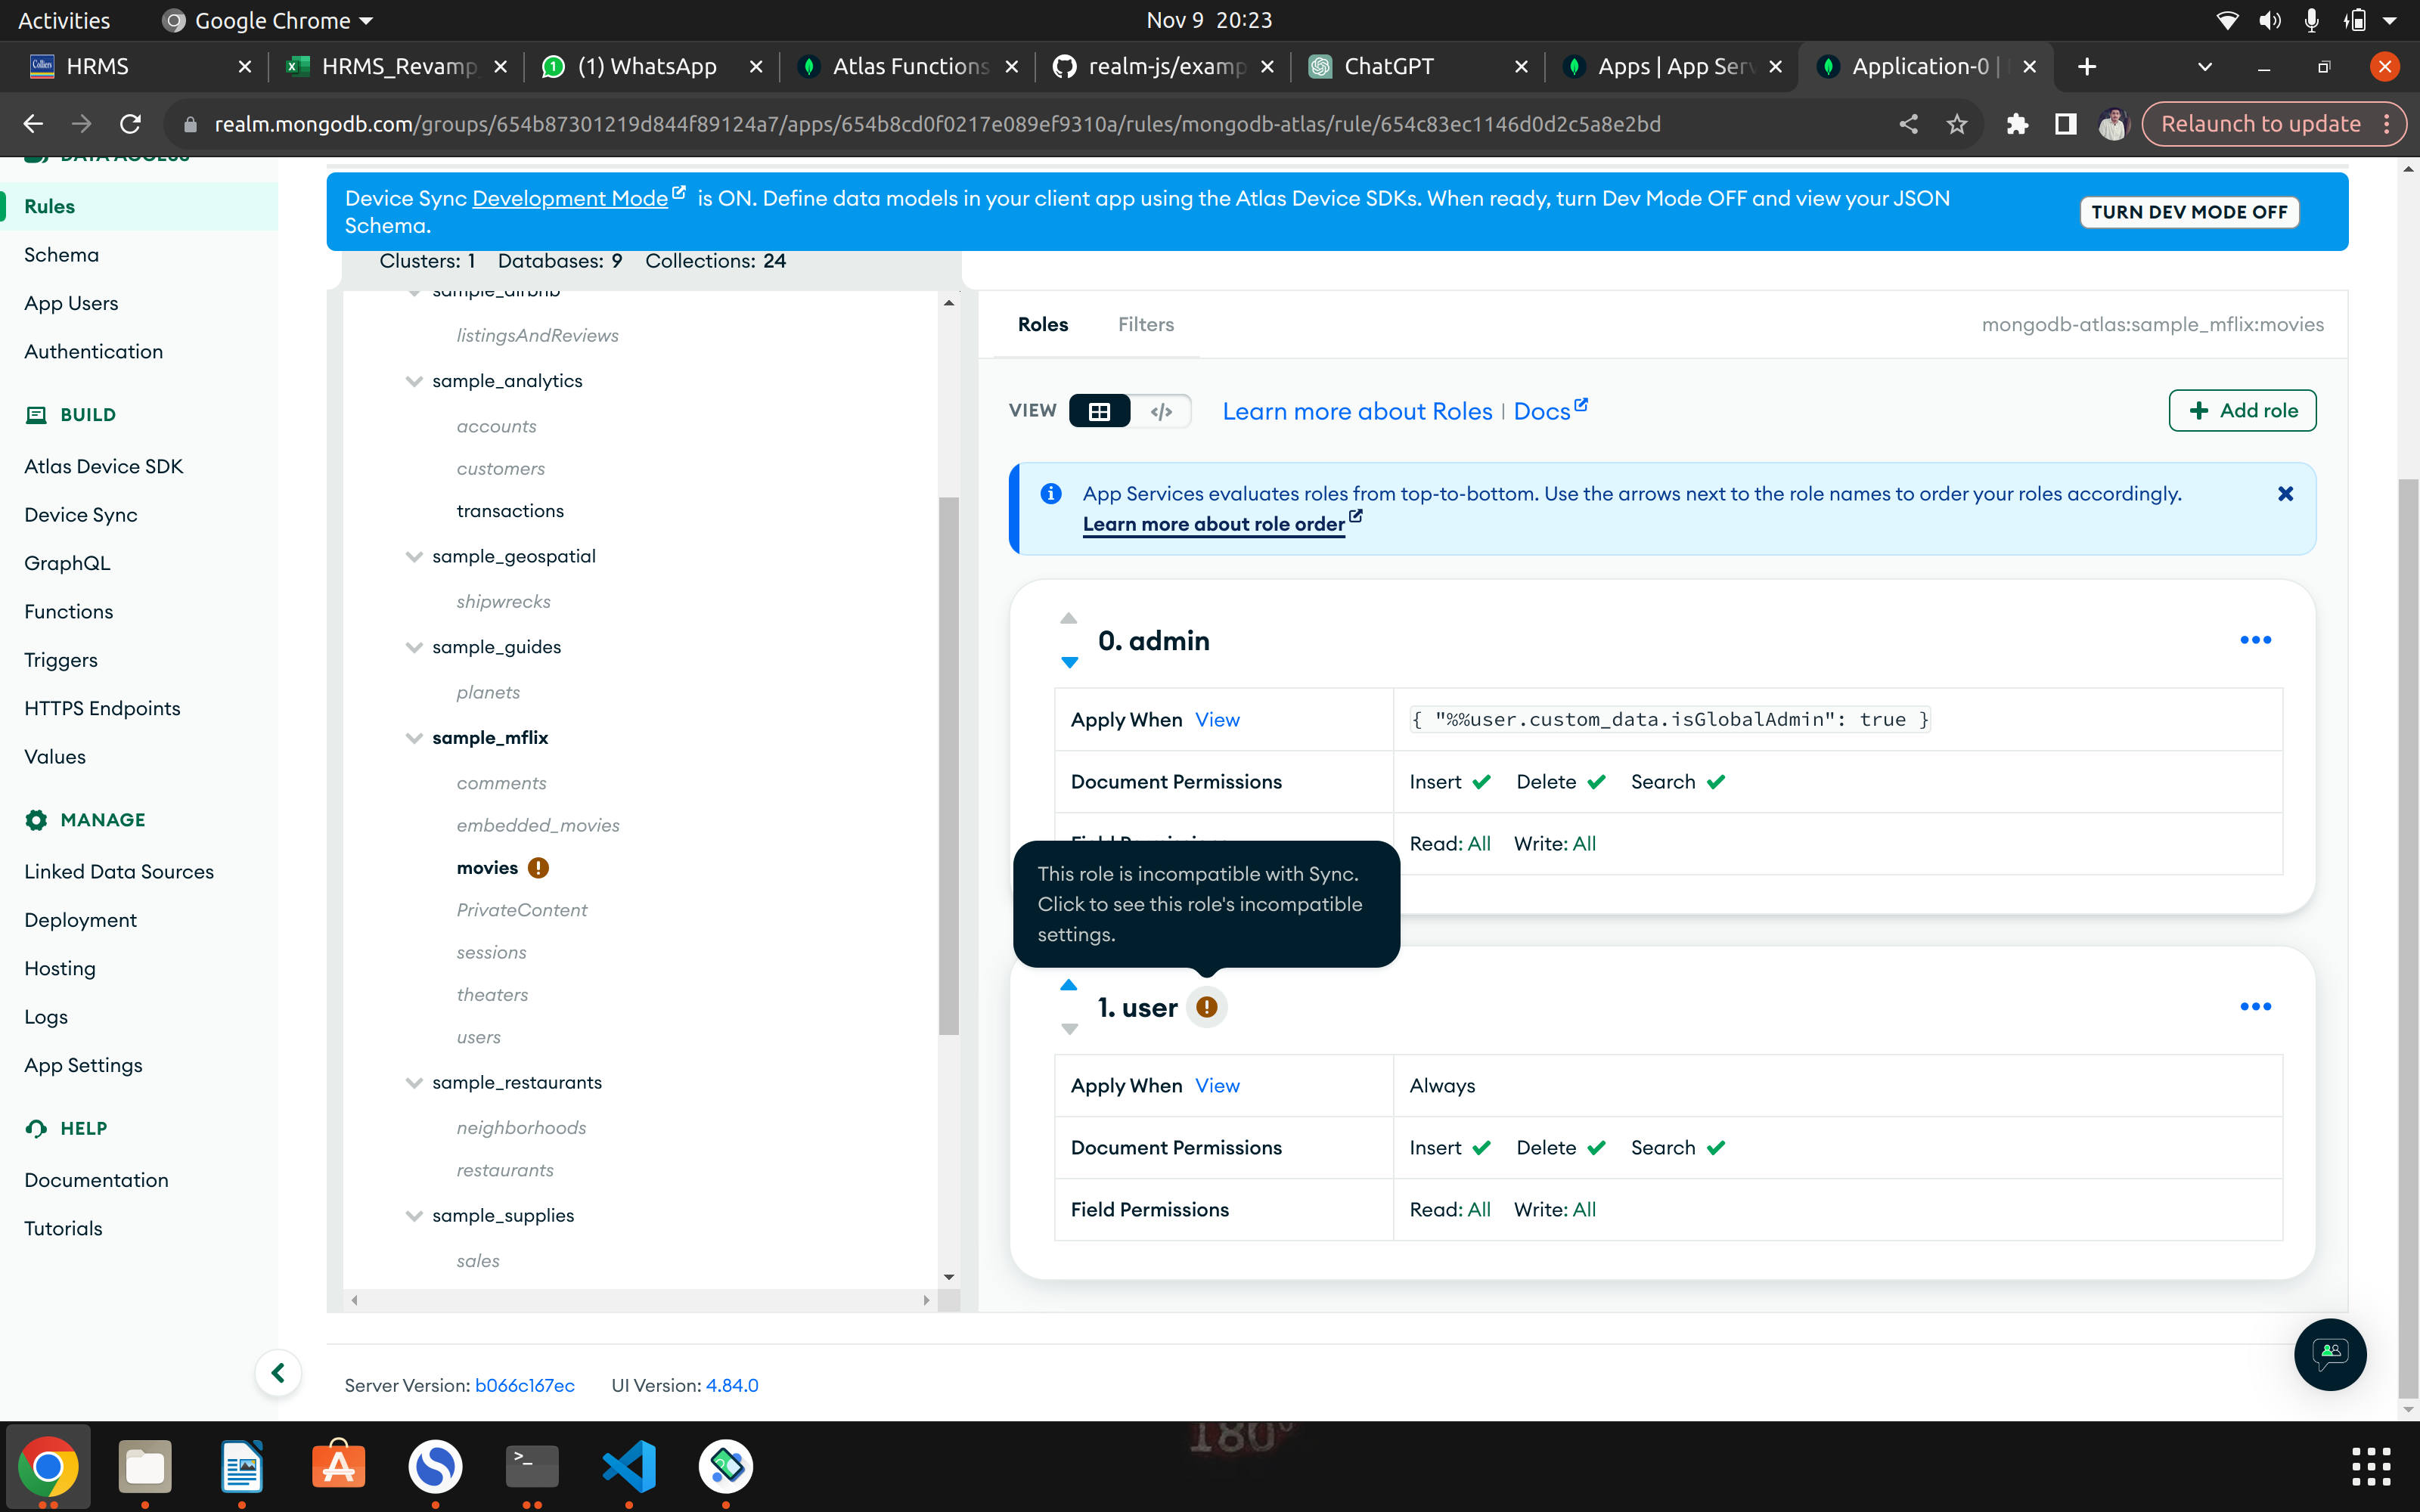 Activities
Google Chrome
Nov 9 20:23
HRMS
HRMS_Revamp
(1) WhatsApp
Atlas Functions
realm-js/examp
ChatGPT
Apps | App Serv
Application-0 |
realm.mongodb.com/groups/654b87301219d844f89124a7/apps/654b8cd0f0217e089ef9310a/rules/mongodb-atlas/rule/654c83ec1146d0d2c5a8e2bd
Relaunch to update
DATA ACCESS
Rules
Schema
App Users
Authentication
BUILD
Atlas Device SDK
Device Sync
GraphQL
Functions
Triggers
HTTPS Endpoints
Values
MANAGE
Linked Data Sources
Deployment
Hosting
Logs
App Settings
HELP
Documentation
Tutorials
Device Sync Development Mode is ON. Define data models in your client app using the Atlas Device SDKs. When ready, turn Dev Mode OFF and view your JSON
Schema.
TURN DEV MODE OFF
Clusters: 1 Databases: 9 Collections: 24
sample_airbnb
listingsAndReviews
sample_analytics
accounts
customers
transactions
sample_geospatial
shipwrecks
sample_guides
planets
sample_mflix
comments
embedded_movies
movies
PrivateContent
sessions
theaters
users
sample_restaurants
neighborhoods
restaurants
sample_supplies
sales
Roles
Filters
mongodb-atlas:sample_mflix:movies
VIEW
</>
Learn more about Roles | Docs
Add role
App Services evaluates roles from top-to-bottom. Use the arrows next to the role names to order your roles accordingly.
Learn more about role order
0. admin
Apply When View
{ "%%user.custom_data.isGlobalAdmin": true }
Document Permissions
Insert Delete Search
Read: All Write: All
This role is incompatible with Sync.
Click to see this role's incompatible
settings.
1. user
Apply When View
Always
Document Permissions
Insert Delete Search
Field Permissions
Read: All Write: All
Server Version: b066c167ec
UI Version: 4.84.0
180°